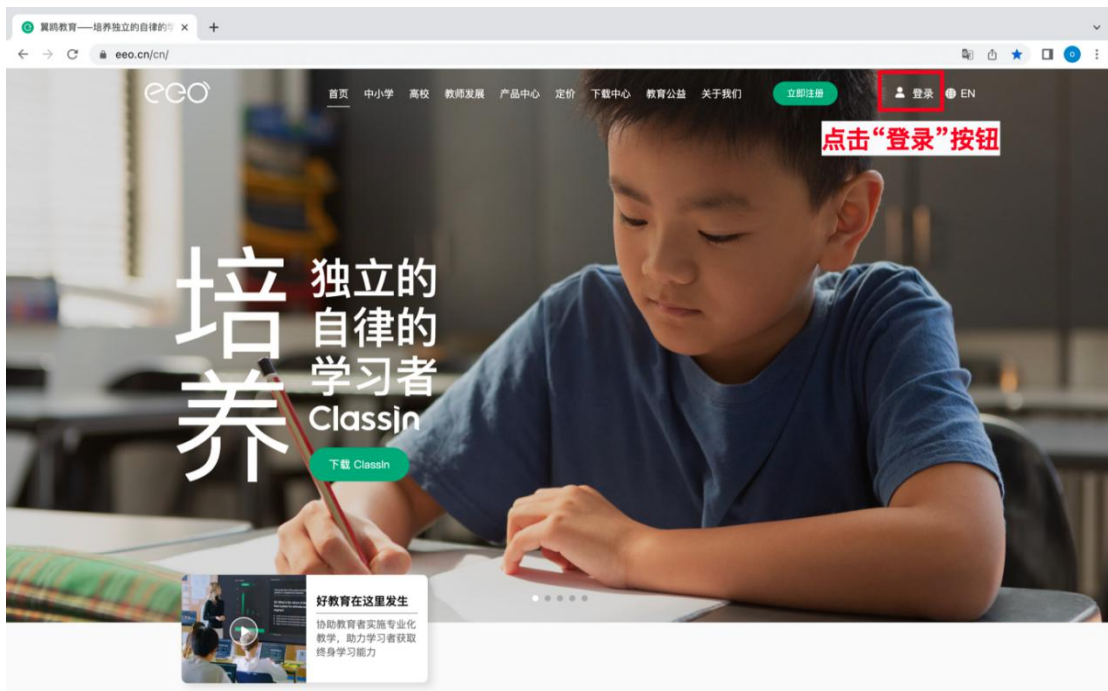 翼鸥教育——培养独立的自律的
eeo.cn/cn/
eeo
首页 中小学 高校 教师发展 产品中心 定价 下载中心 教育公益 关于我们 立即注册 登录 EN
点击“登录”按钮
培养
独立的
自律的
学习者
ClassIn
下载 ClassIn
好教育在这里发生
协助教育者实施专业化
教学，助力学习者获取
终身学习能力